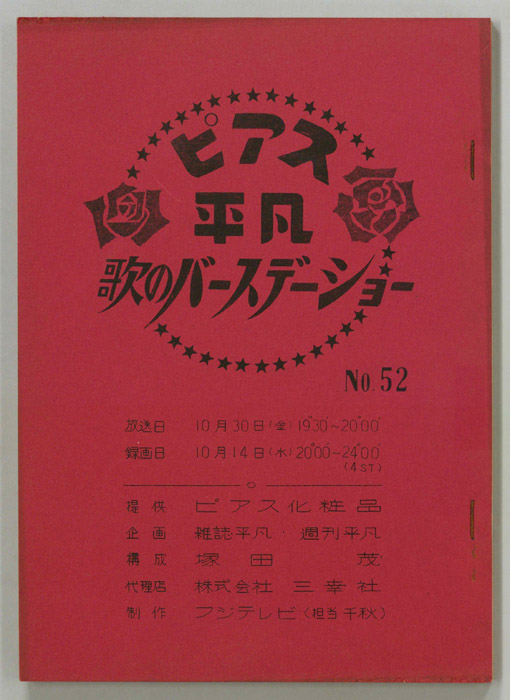 ピアス
平凡
歌のバースデーショー
No.52
放送日 10月30日(金) 19°30'~20°00'
録画日 10月14日(水) 20°00'~24°00'
(4ST)
提供 ピアス化粧品
企画 雑誌平凡・週刊平凡
構成 塚田 茂
代理店 株式会社 三幸社
制作 フジテレビ(担当 千秋)